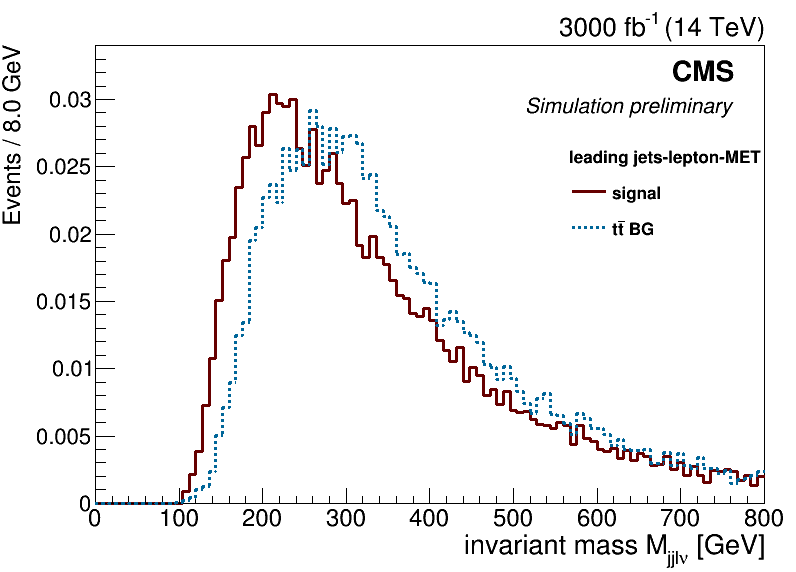 3000 fb-1 (14 TeV)
CMS
Simulation preliminary
leading jets-lepton-MET
signal
tt̄ BG
Events / 8.0 GeV
0.03
0.025
0.02
0.015
0.01
0.005
0
0 100 200 300 400 500 600 700 800
invariant mass Mjjlν [GeV]